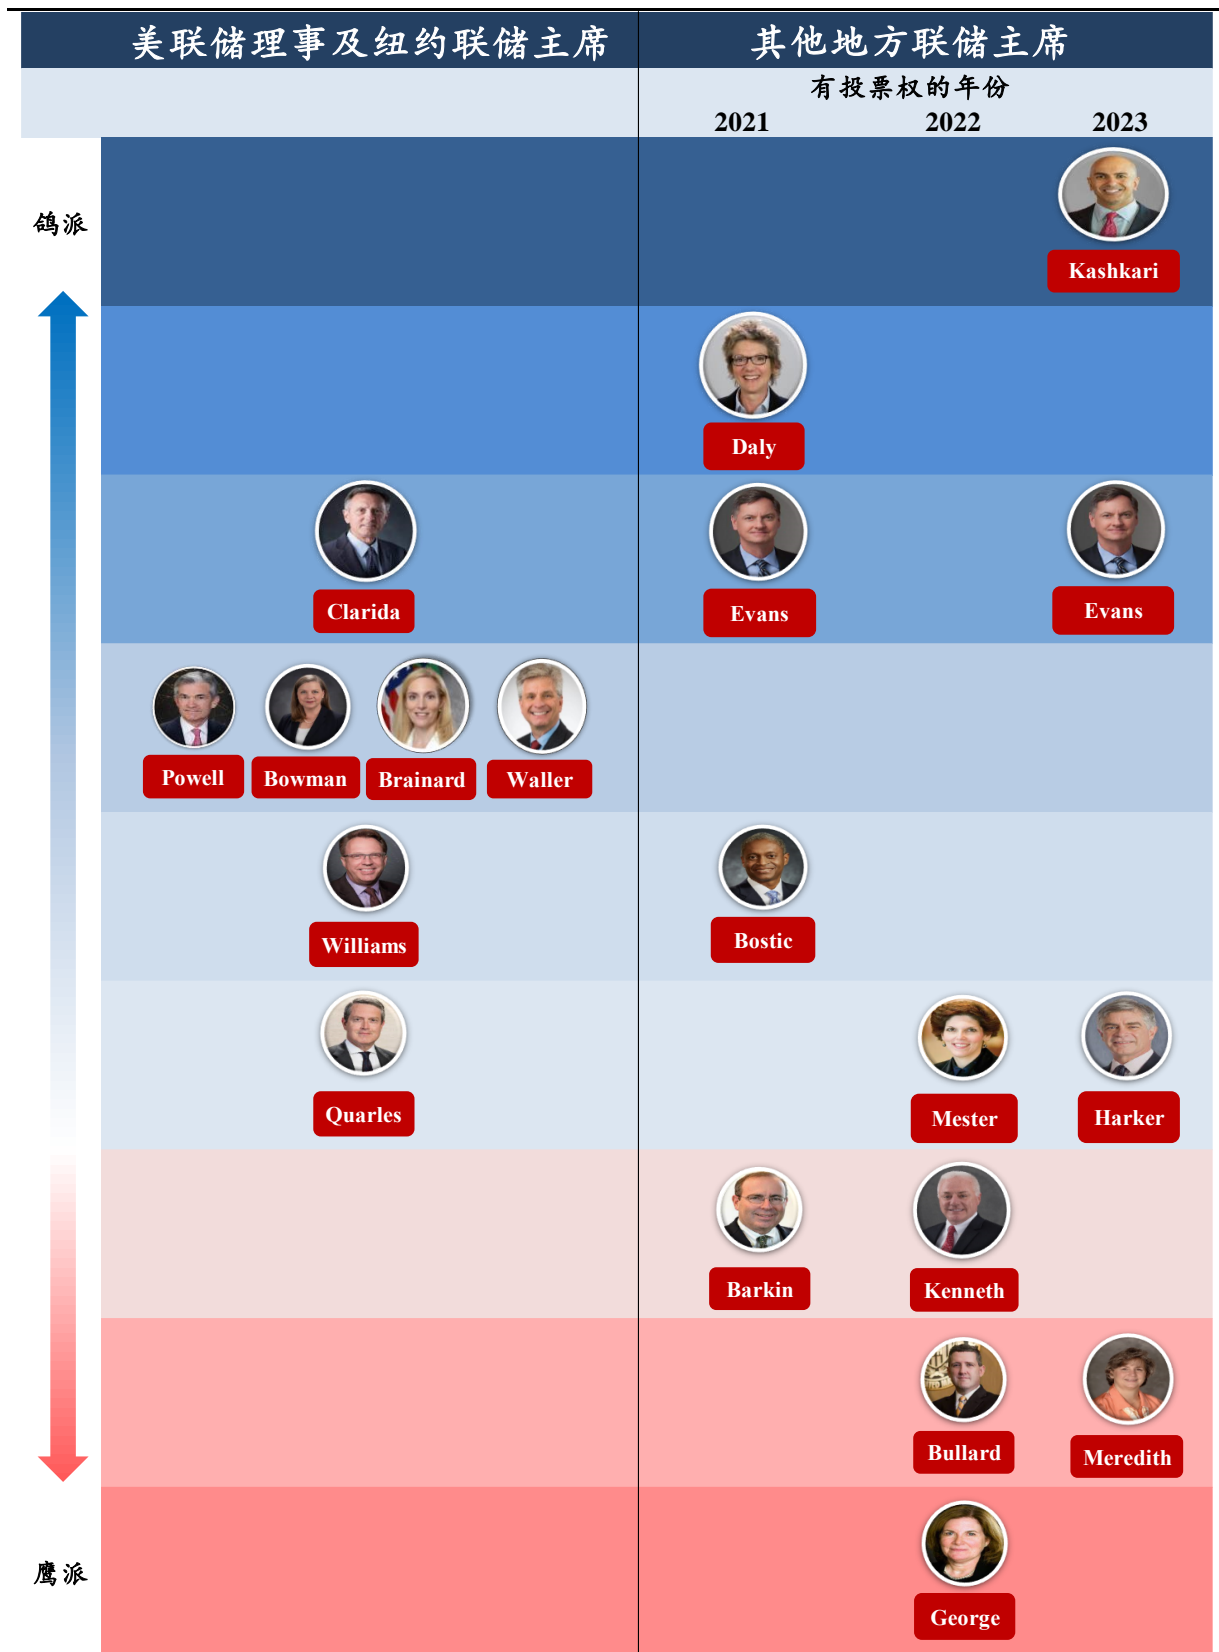 美联储理事及纽约联储主席 其他地方联储主席
有投票权的年份
2021 2022 2023
鸽派
Kashkari
Daly
Clarida Evans Evans
Powell Bowman Brainard Waller
Williams Bostic
Quarles Mester Harker
Barkin Kenneth
Bullard Meredith
鹰派
George